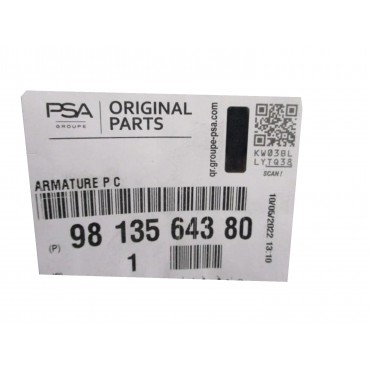 PSA
GROUPE
ORIGINAL
PARTS
qr.groupe-psa.com
KW03BL
LYTQ38
SCAN!
ARMATURE P C
(P) 98 135 643 80
1
10/05/2022 13:10